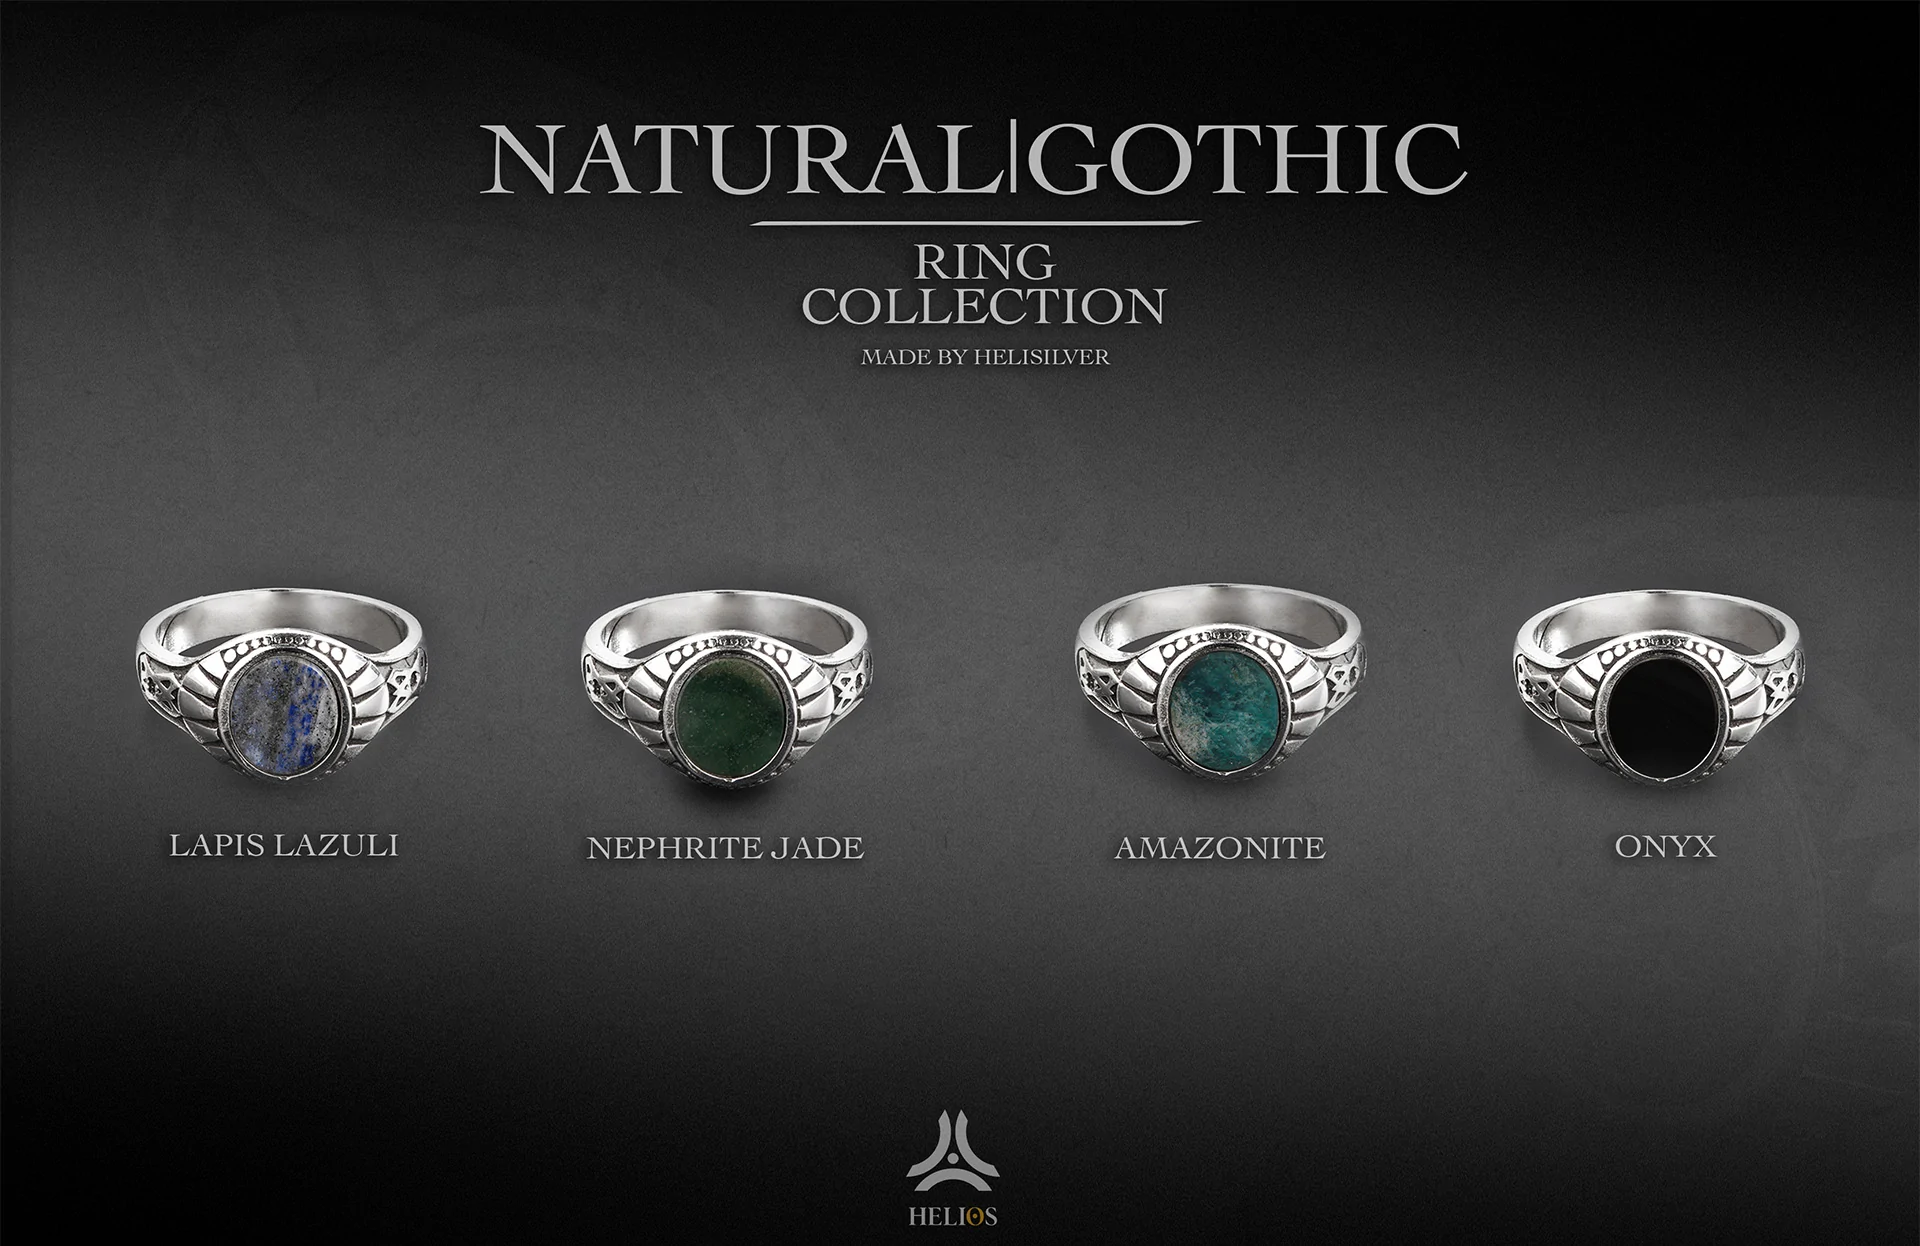 NATURAL|GOTHIC
RING
COLLECTION
MADE BY HELISILVER
LAPIS LAZULI
NEPHRITE JADE
AMAZONITE
ONYX
HELIOS